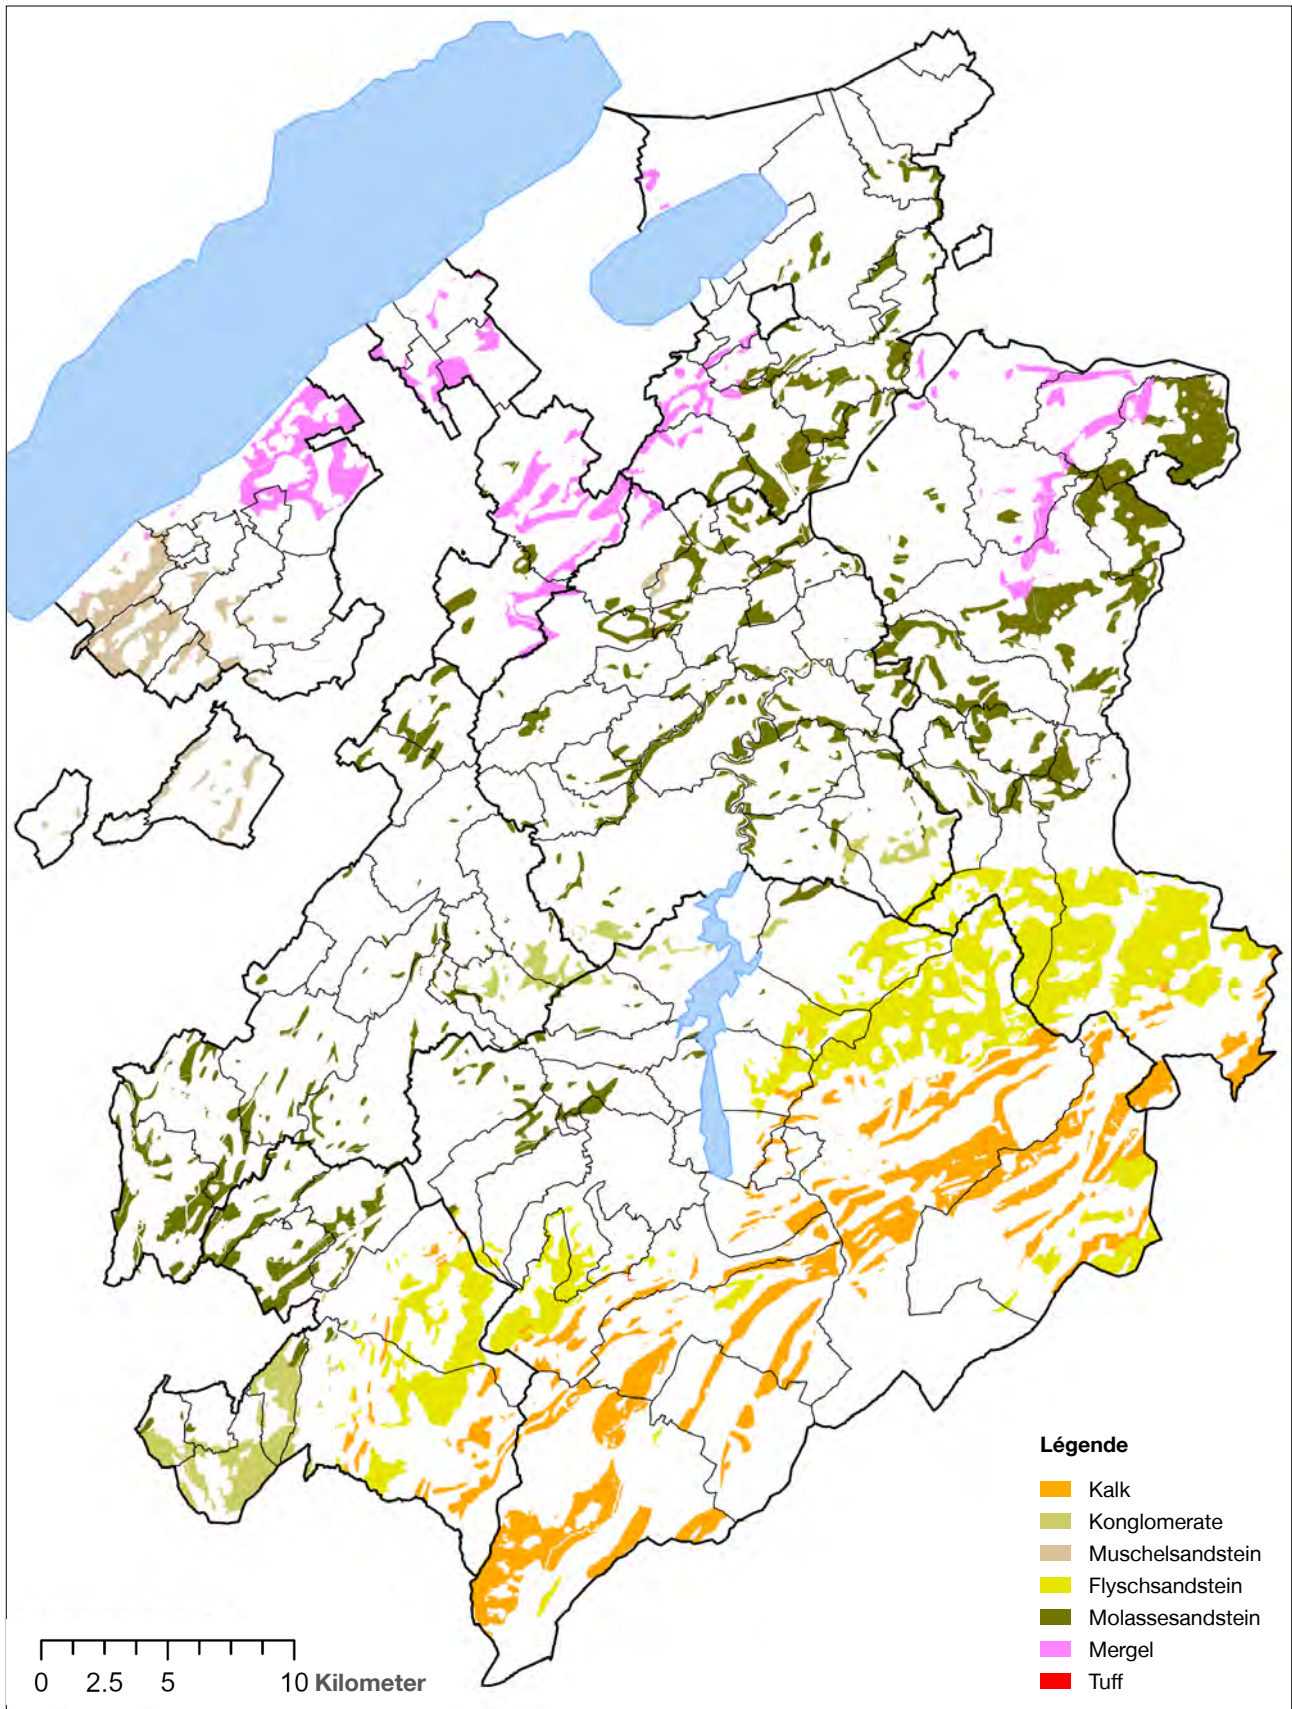 Légende
Kalk
Konglomerate
Muschelsandstein
Flyschsandstein
Molassesandstein
Mergel
Tuff
0 2.5 5 10 Kilometer